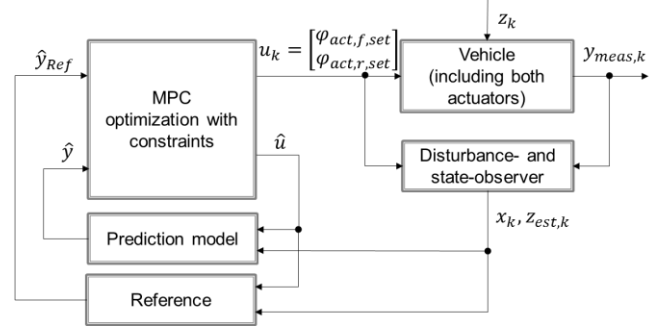 z_k
ŷ_Ref
u_k = [φ_act,f,set
φ_act,r,set]
Vehicle
(including both
actuators)
y_meas,k
MPC
optimization with
constraints
ŷ
û
Disturbance- and
state-observer
x_k, z_est,k
Prediction model
Reference